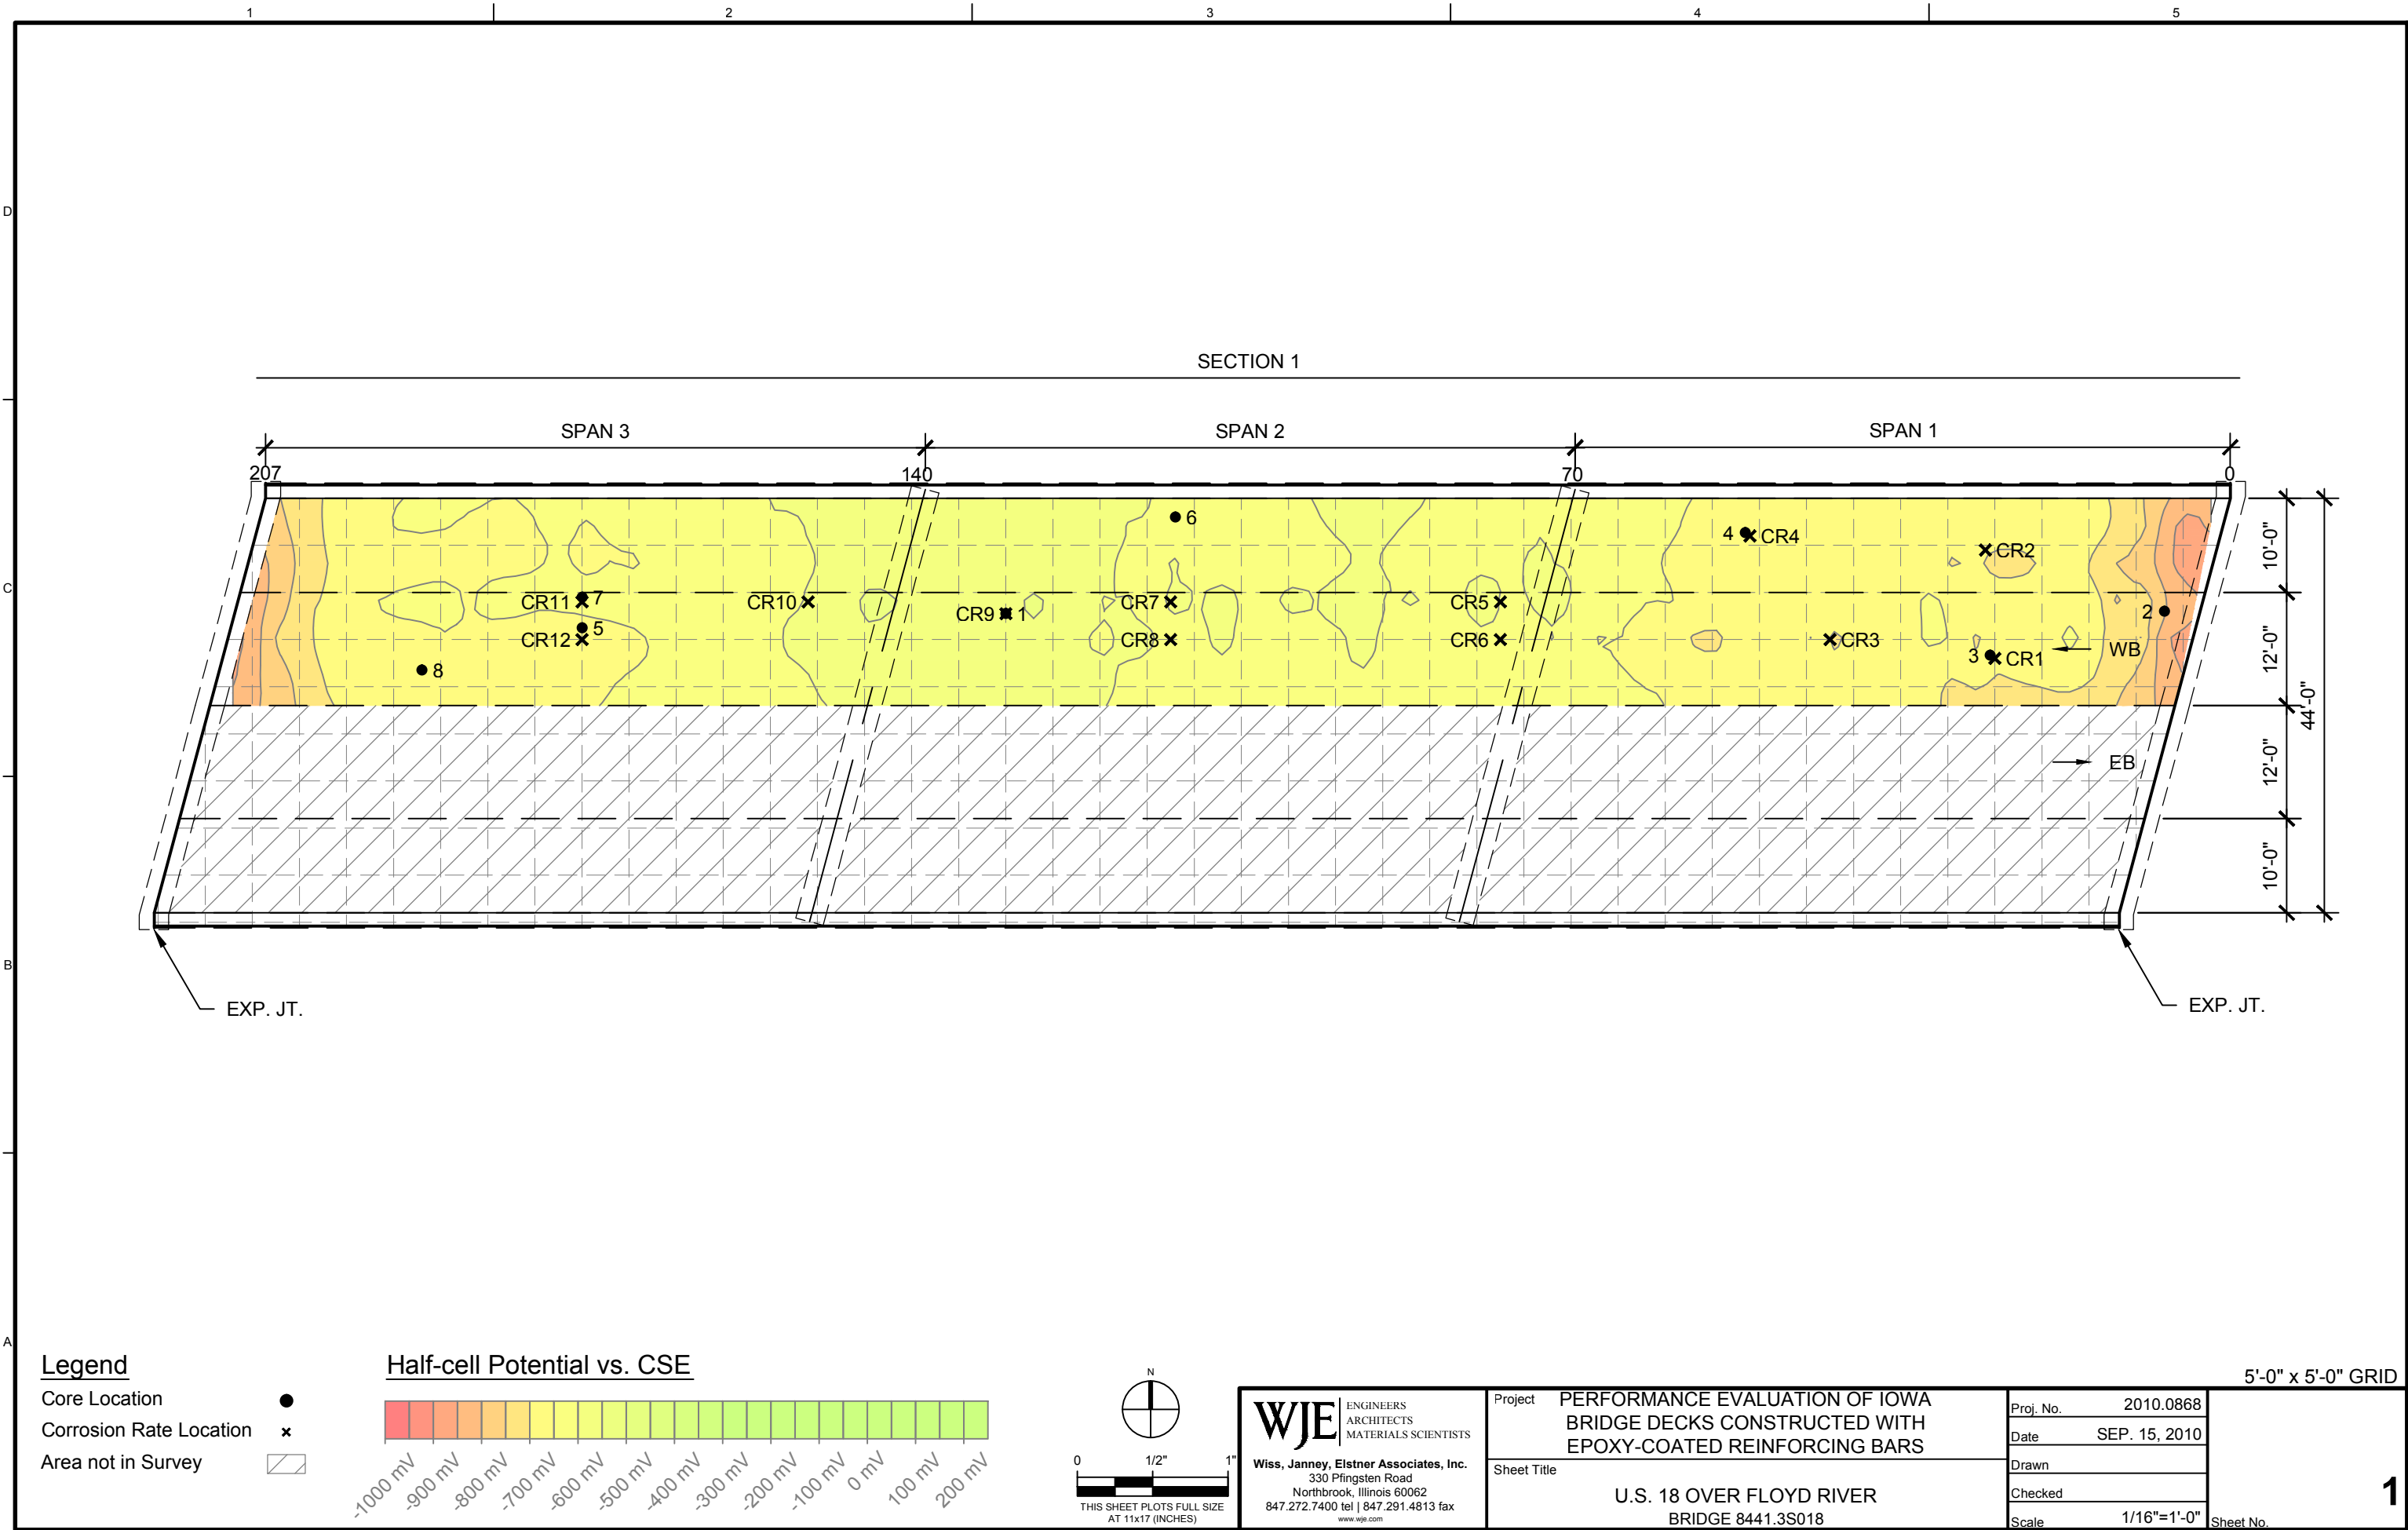 1 2 3 4 5
D
C
B
A
SECTION 1
SPAN 3 SPAN 2 SPAN 1
207 140 70 0
6
4 CR4
CR2
CR11 7
CR10
CR9 1
CR7
CR5
2
5
CR12
CR8
CR6
CR3
3 CR1
8
WB
EB
10'-0"
12'-0"
12'-0"
10'-0"
44'-0"
EXP. JT.
EXP. JT.
Legend
Core Location
Corrosion Rate Location
Area not in Survey
Half-cell Potential vs. CSE
-1000 mV -900 mV -800 mV -700 mV -600 mV -500 mV -400 mV -300 mV -200 mV -100 mV 0 mV 100 mV 200 mV
N
0 1/2" 1"
THIS SHEET PLOTS FULL SIZE
AT 11x17 (INCHES)
WJE
ENGINEERS
ARCHITECTS
MATERIALS SCIENTISTS
Wiss, Janney, Elstner Associates, Inc.
330 Pfingsten Road
Northbrook, Illinois 60062
847.272.7400 tel | 847.291.4813 fax
www.wje.com
Project PERFORMANCE EVALUATION OF IOWA
BRIDGE DECKS CONSTRUCTED WITH
EPOXY-COATED REINFORCING BARS
Sheet Title
U.S. 18 OVER FLOYD RIVER
BRIDGE 8441.3S018
5'-0" x 5'-0" GRID
Proj. No. 2010.0868
Date SEP. 15, 2010
Drawn
Checked
Scale 1/16"=1'-0"
Sheet No.
1